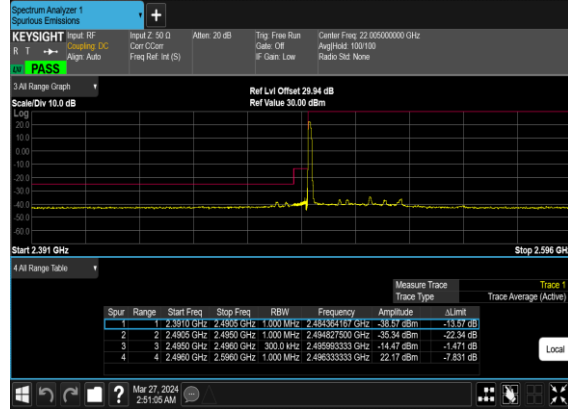 Spectrum Analyzer 1
Spurious Emissions
KEYSIGHT
R T
PASS
Input: RF
Coupling: DC
Align: Auto
Input Z: 50 Ω
Corr CCorr
Freq Ref: Int (S)
Atten: 20 dB
Trig: Free Run
Gate: Off
IF Gain: Low
Center Freq: 22.005000000 GHz
Avg|Hold: 100/100
Radio Std: None
3 All Range Graph
Scale/Div 10.0 dB
Ref Lvl Offset 29.94 dB
Ref Value 30.00 dBm
Log
20.0
10.0
0.00
-10.0
-20.0
-30.0
-40.0
-50.0
-60.0
Start 2.391 GHz
Stop 2.596 GHz
4 All Range Table
Measure Trace Trace 1
Trace Type Trace Average (Active)
Spur Range Start Freq Stop Freq RBW Frequency Amplitude ΔLimit
1 1 2.3910 GHz 2.4905 GHz 1.000 MHz 2.484364167 GHz -38.57 dBm -13.57 dB
2 2 2.4905 GHz 2.4950 GHz 1.000 MHz 2.494827500 GHz -35.34 dBm -22.34 dB
3 3 2.4950 GHz 2.4960 GHz 300.0 kHz 2.495993333 GHz -14.47 dBm -1.471 dB
4 4 2.4960 GHz 2.5960 GHz 1.000 MHz 2.496333333 GHz 22.17 dBm -7.831 dB
Local
?
Mar 27, 2024
2:51:05 AM